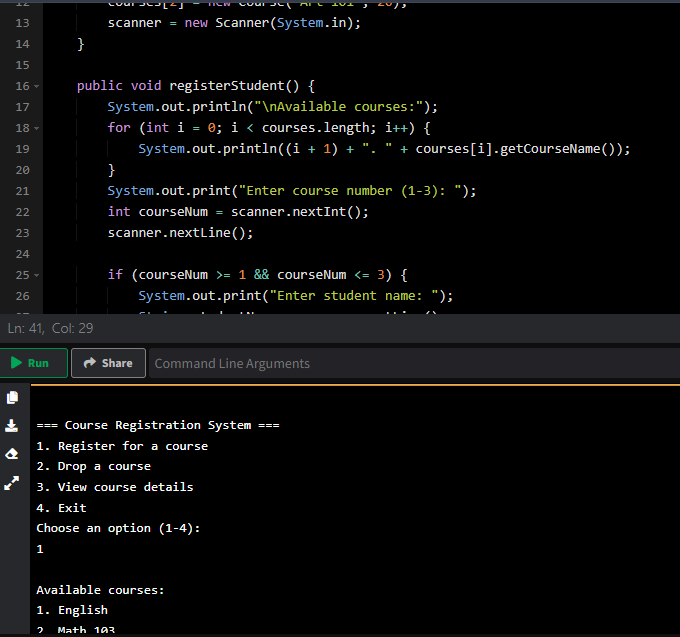 12 courses[2] = new Course("Art 101", 20);
13 scanner = new Scanner(System.in);
14 }
15
16 public void registerStudent() {
17 System.out.println("\nAvailable courses:");
18 for (int i = 0; i < courses.length; i++) {
19 System.out.println((i + 1) + ". " + courses[i].getCourseName());
20 }
21 System.out.print("Enter course number (1-3): ");
22 int courseNum = scanner.nextInt();
23 scanner.nextLine();
24
25 if (courseNum >= 1 && courseNum <= 3) {
26 System.out.print("Enter student name: ");
Ln: 41, Col: 29
Run Share Command Line Arguments
=== Course Registration System ===
1. Register for a course
2. Drop a course
3. View course details
4. Exit
Choose an option (1-4):
1
Available courses:
1. English
2. Math 103